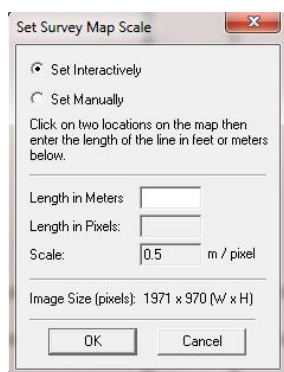 Set Survey Map Scale
Set Interactively
Set Manually
Click on two locations on the map then
enter the length of the line in feet or meters
below.
Length in Meters
Length in Pixels:
Scale: 0.5 m / pixel
Image Size (pixels): 1971 x 970 (W x H)
OK Cancel